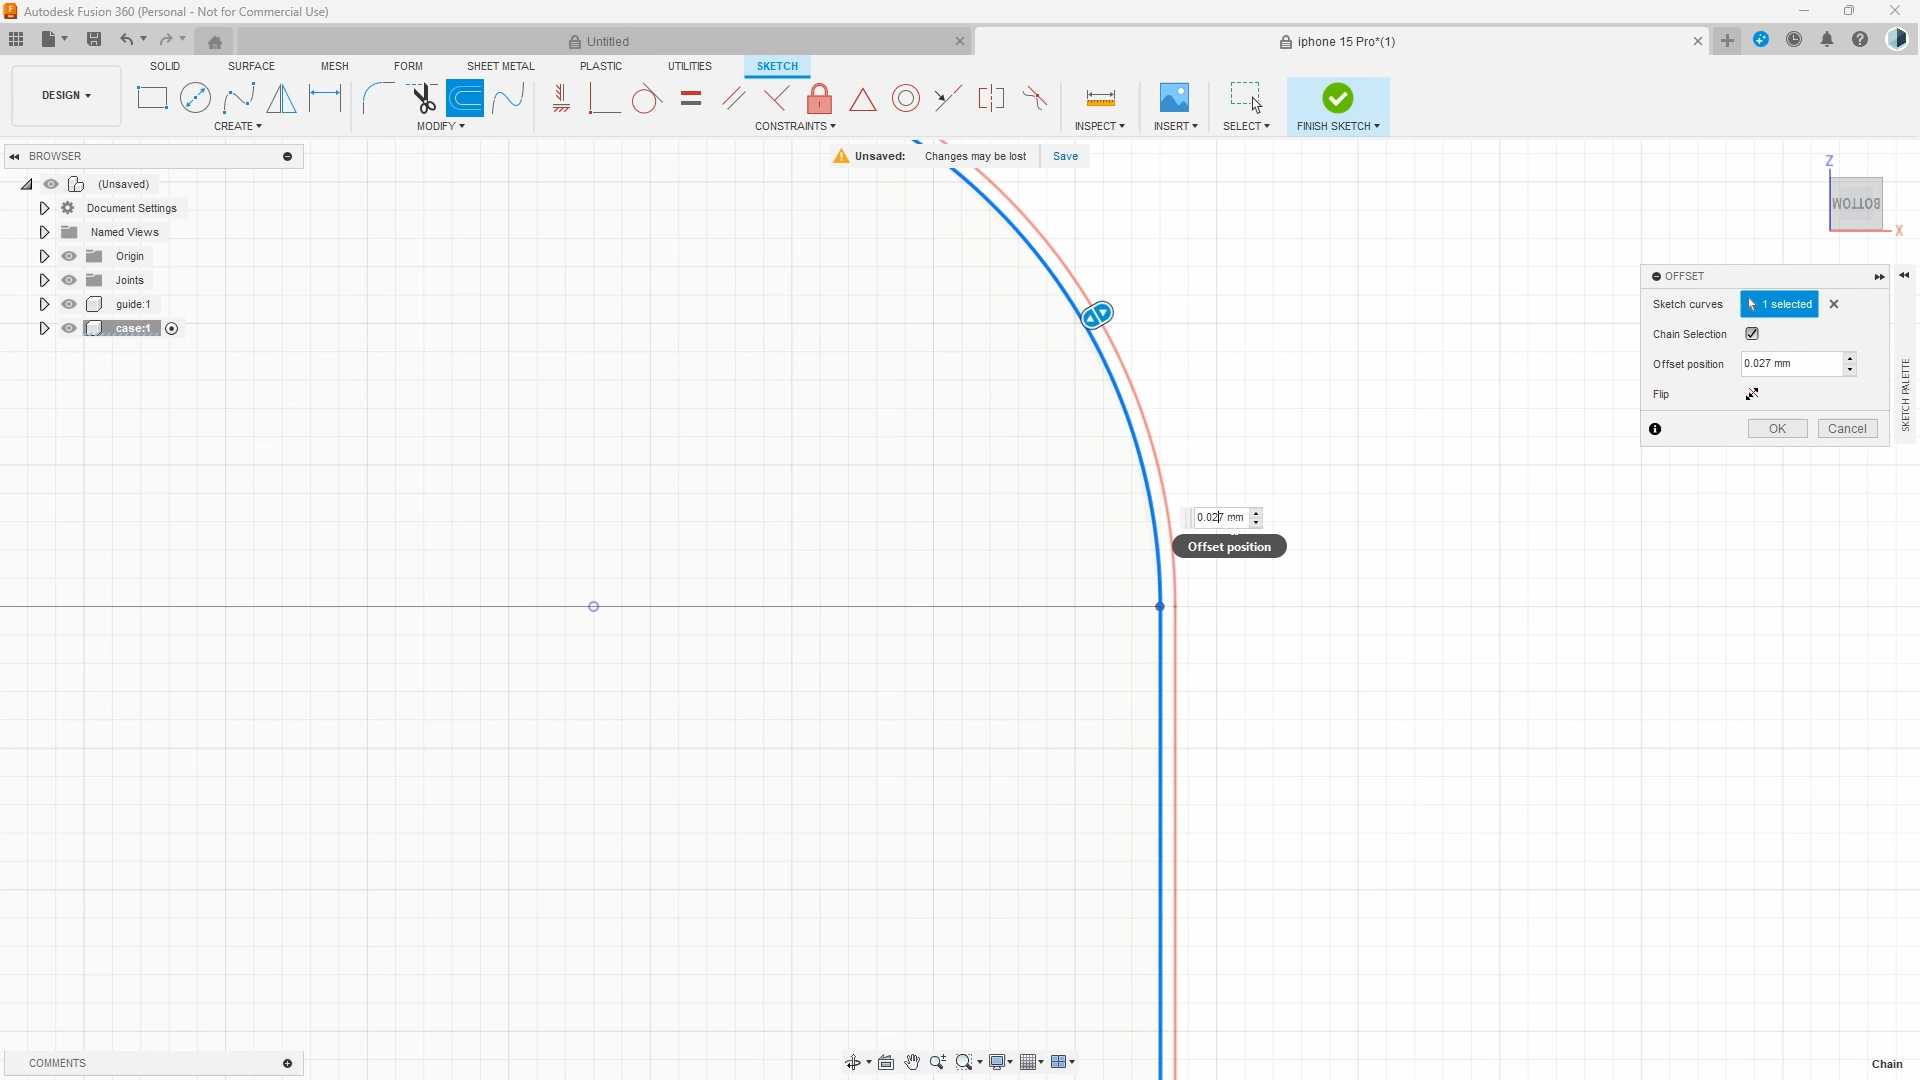 Autodesk Fusion 360 (Personal - Not for Commercial Use)
Untitled
iphone 15 Pro*(1)
SOLID SURFACE MESH FORM SHEET METAL PLASTIC UTILITIES SKETCH
DESIGN
CREATE MODIFY CONSTRAINTS INSPECT INSERT SELECT FINISH SKETCH
BROWSER
Unsaved: Changes may be lost Save
(Unsaved)
Document Settings
Named Views
Origin
Joints
guide:1
case:1
Z
BOTTOM
X
OFFSET
Sketch curves 1 selected
Chain Selection
Offset position 0.027 mm
Flip
OK Cancel
SKETCH PALETTE
0.027 mm
Offset position
COMMENTS
Chain